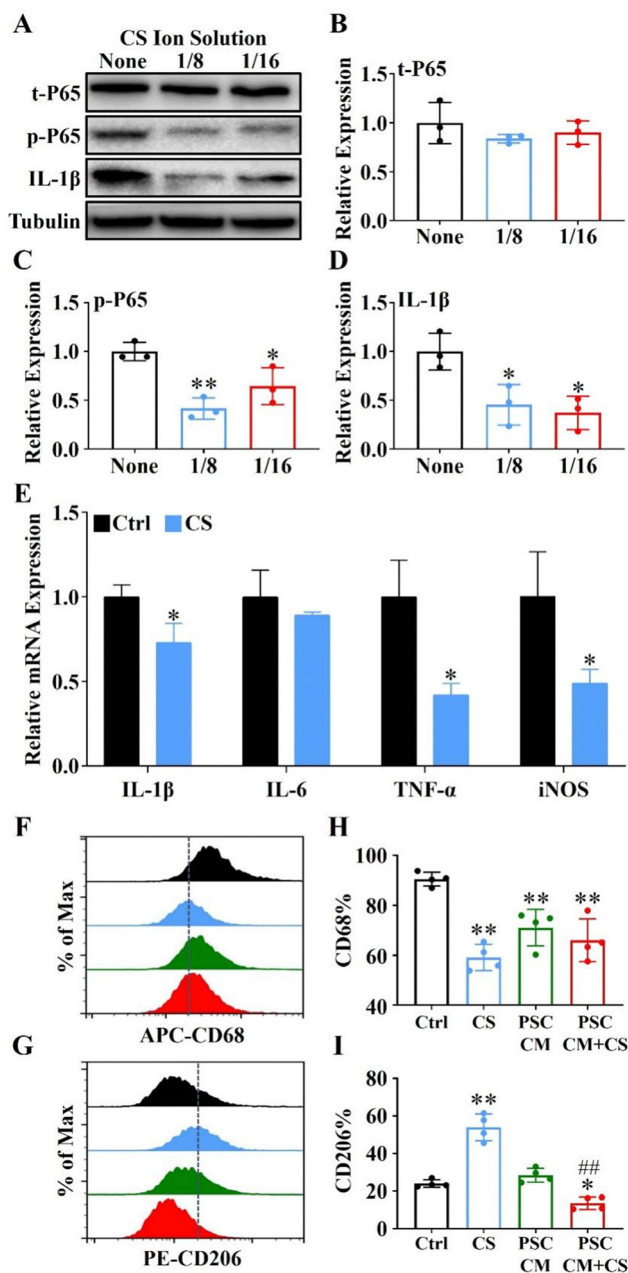 A
CS Ion Solution
None 1/8 1/16
t-P65
p-P65
IL-1β
Tubulin
B
t-P65
Relative Expression
1.5
1.0
0.5
0.0
None 1/8 1/16
C
p-P65
Relative Expression
1.5
1.0
0.5
0.0
** *
None 1/8 1/16
D
IL-1β
Relative Expression
1.5
1.0
0.5
0.0
* *
None 1/8 1/16
E
Ctrl CS
Relative mRNA Expression
1.5
1.0
0.5
0.0
* * *
IL-1β IL-6 TNF-α iNOS
F
% of Max
APC-CD68
G
% of Max
PE-CD206
H
CD68%
100
80
60
40
** ** **
Ctrl CS PSC PSC
CM CM+CS
I
CD206%
80
60
40
20
0
**
##
*
Ctrl CS PSC PSC
CM CM+CS